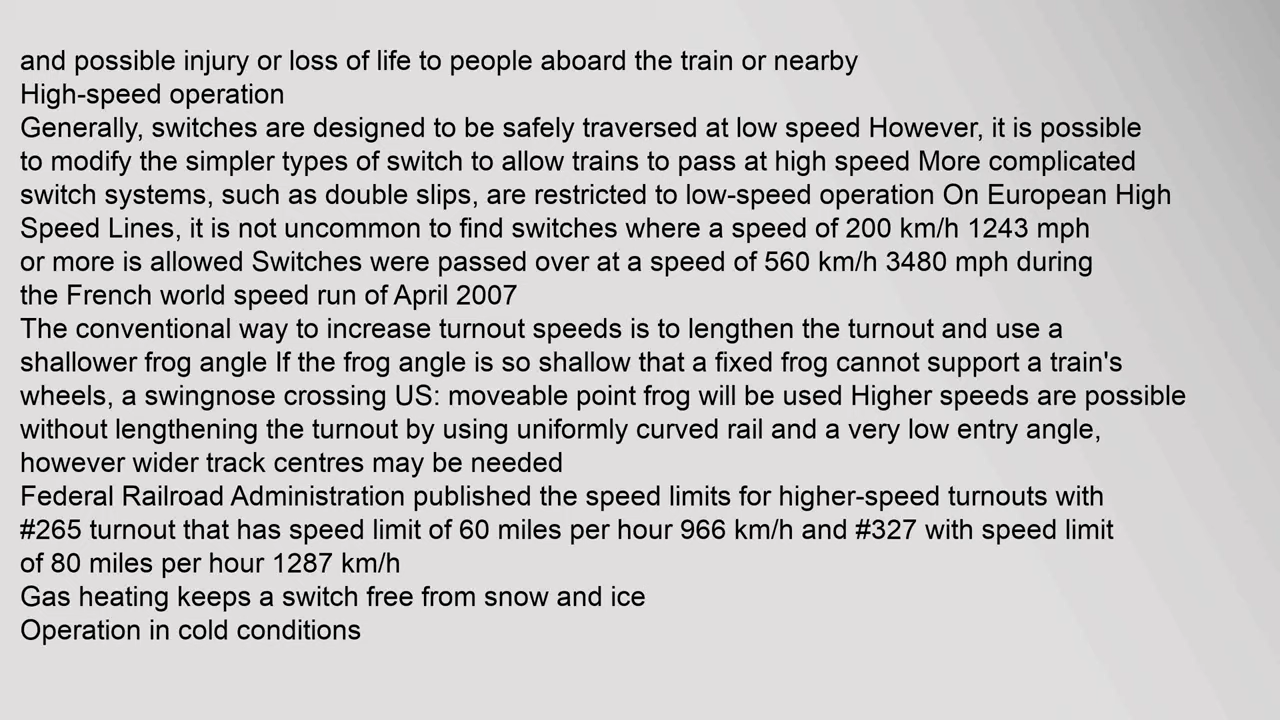 and possible injury or loss of life to people aboard the train or nearby
High-speed operation
Generally, switches are designed to be safely traversed at low speed However, it is possible
to modify the simpler types of switch to allow trains to pass at high speed More complicated
switch systems, such as double slips, are restricted to low-speed operation On European High
Speed Lines, it is not uncommon to find switches where a speed of 200 km/h 1243 mph
or more is allowed Switches were passed over at a speed of 560 km/h 3480 mph during
the French world speed run of April 2007
The conventional way to increase turnout speeds is to lengthen the turnout and use a
shallower frog angle If the frog angle is so shallow that a fixed frog cannot support a train's
wheels, a swingnose crossing US: moveable point frog will be used Higher speeds are possible
without lengthening the turnout by using uniformly curved rail and a very low entry angle,
however wider track centres may be needed
Federal Railroad Administration published the speed limits for higher-speed turnouts with
#265 turnout that has speed limit of 60 miles per hour 966 km/h and #327 with speed limit
of 80 miles per hour 1287 km/h
Gas heating keeps a switch free from snow and ice
Operation in cold conditions